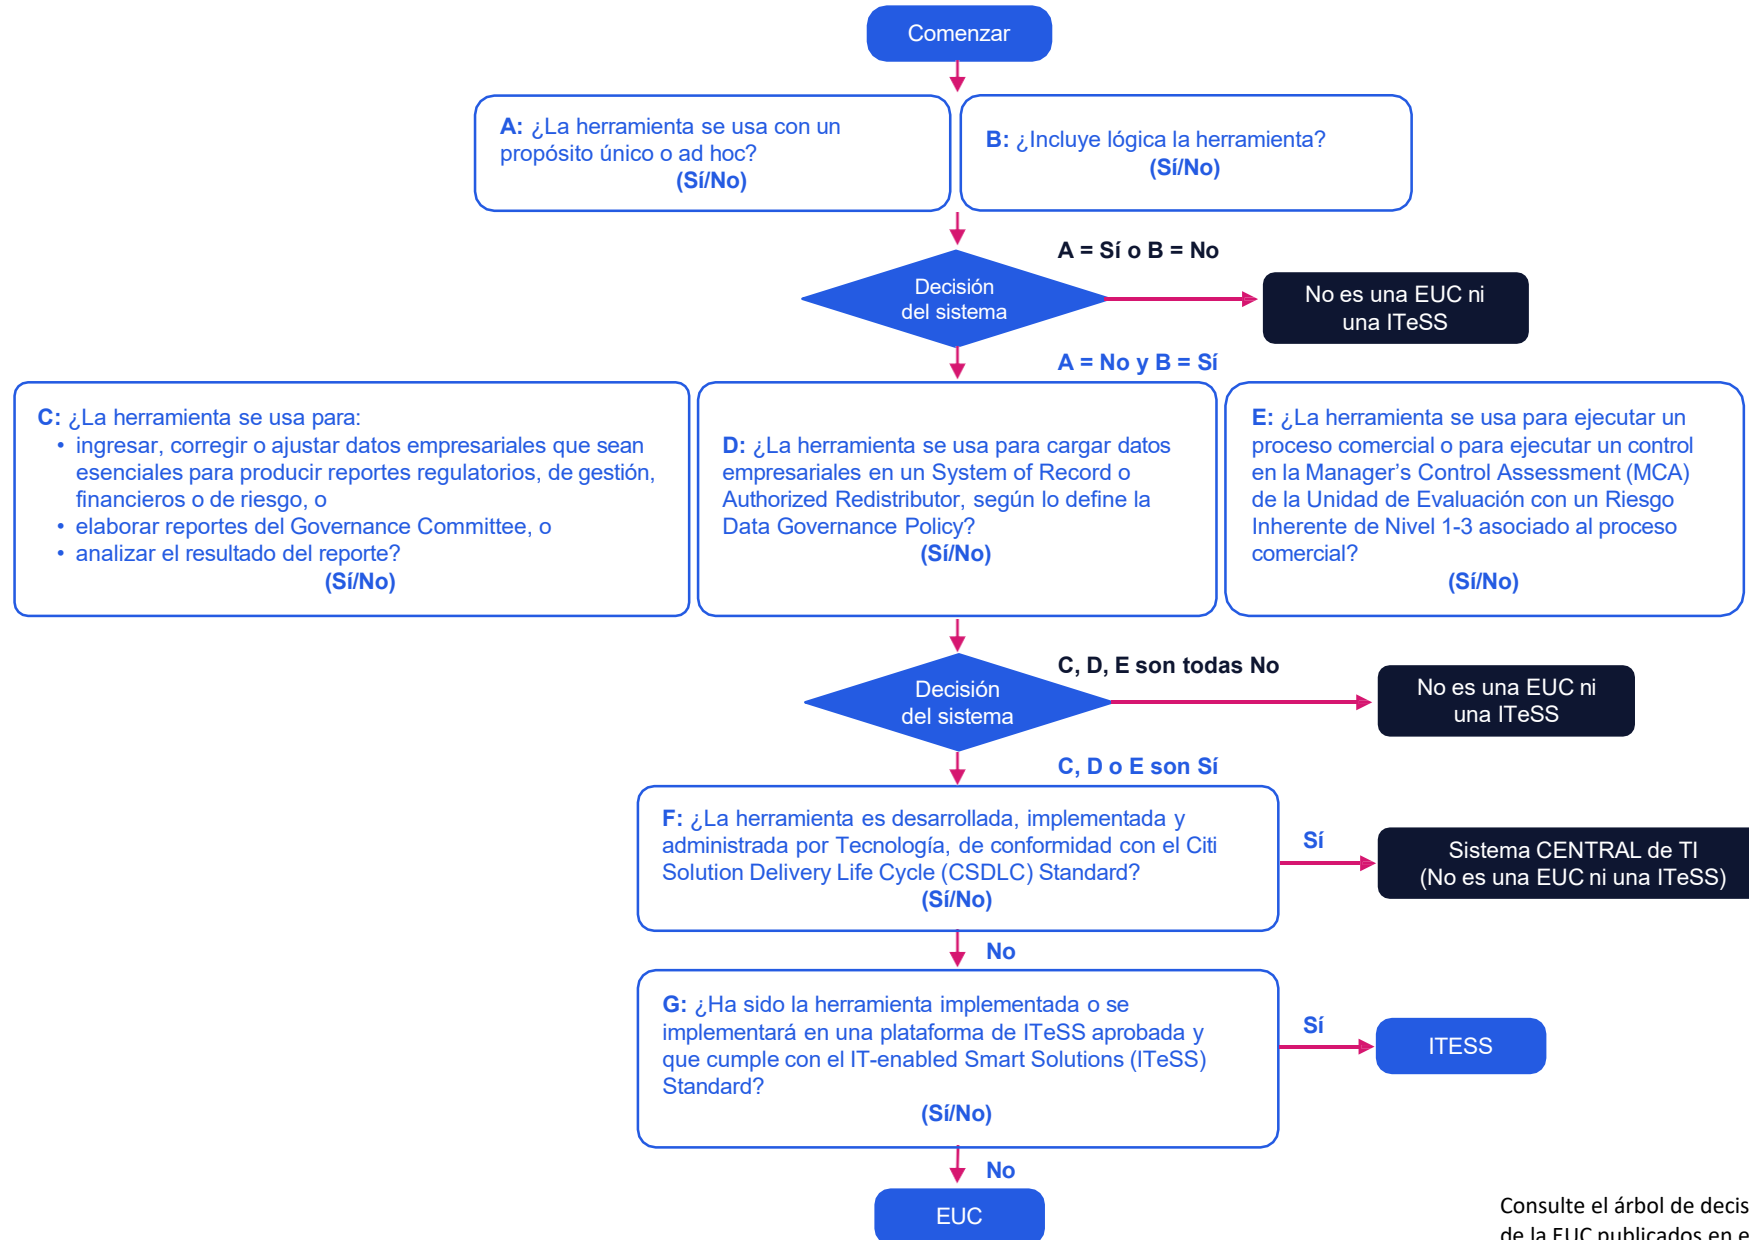 Comenzar
A: ¿La herramienta se usa con un
propósito único o ad hoc?
(Sí/No)
B: ¿Incluye lógica la herramienta?
(Sí/No)
Decisión
del sistema
A = Sí o B = No
No es una EUC ni
una ITeSS
A = No y B = Sí
C: ¿La herramienta se usa para:
• ingresar, corregir o ajustar datos empresariales que sean
esenciales para producir reportes regulatorios, de gestión,
financieros o de riesgo, o
• elaborar reportes del Governance Committee, o
• analizar el resultado del reporte?
(Sí/No)
D: ¿La herramienta se usa para cargar datos
empresariales en un System of Record o
Authorized Redistributor, según lo define la
Data Governance Policy?
(Sí/No)
E: ¿La herramienta se usa para ejecutar un
proceso comercial o para ejecutar un control
en la Manager’s Control Assessment (MCA)
de la Unidad de Evaluación con un Riesgo
Inherente de Nivel 1-3 asociado al proceso
comercial?
(Sí/No)
Decisión
del sistema
C, D, E son todas No
No es una EUC ni
una ITeSS
C, D o E son Sí
F: ¿La herramienta es desarrollada, implementada y
administrada por Tecnología, de conformidad con el Citi
Solution Delivery Life Cycle (CSDLC) Standard?
(Sí/No)
Sí
Sistema CENTRAL de TI
(No es una EUC ni una ITeSS)
No
G: ¿Ha sido la herramienta implementada o se
implementará en una plataforma de ITeSS aprobada y
que cumple con el IT-enabled Smart Solutions (ITeSS)
Standard?
(Sí/No)
Sí
ITESS
No
EUC
Consulte el árbol de decis
de la EUC publicados en e